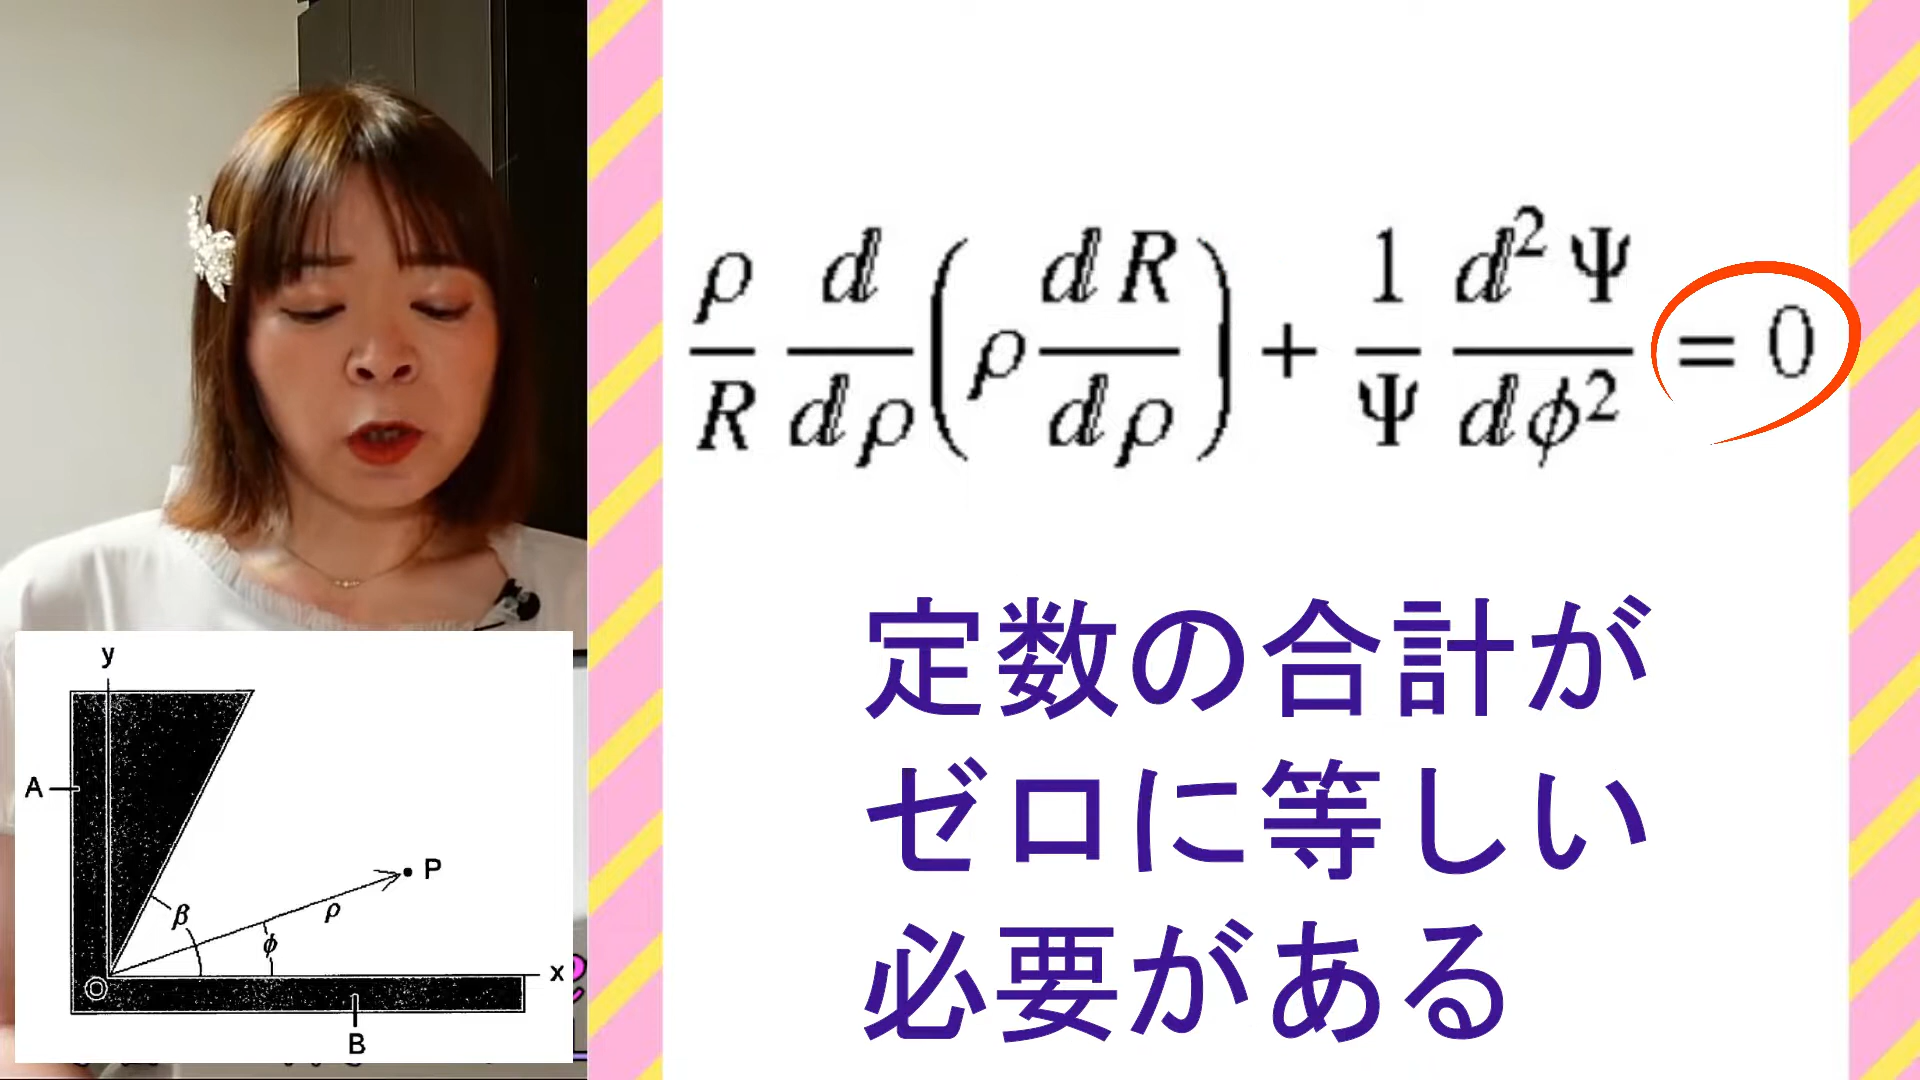 ρ/R d/dρ(ρ dR/dρ) + 1/Ψ d²Ψ/dϕ² = 0
定数の合計が
ゼロに等しい
必要がある
y
A
P
β
ρ
ϕ
x
O
B